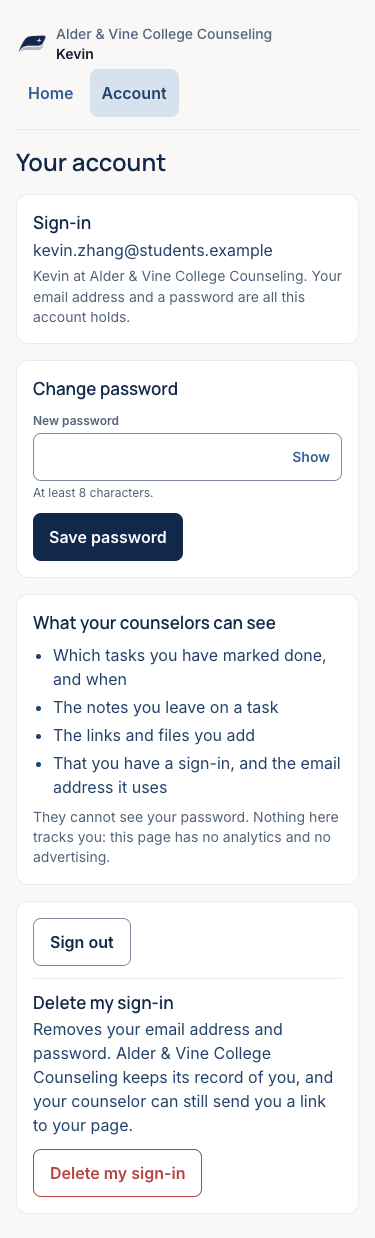 Alder & Vine College Counseling
Kevin
Home
Account
Your account
Sign-in
kevin.zhang@students.example
Kevin at Alder & Vine College Counseling. Your
email address and a password are all this
account holds.
Change password
New password
Show
At least 8 characters.
Save password
What your counselors can see
• Which tasks you have marked done,
and when
• The notes you leave on a task
• The links and files you add
• That you have a sign-in, and the email
address it uses
They cannot see your password. Nothing here
tracks you: this page has no analytics and no
advertising.
Sign out
Delete my sign-in
Removes your email address and
password. Alder & Vine College
Counseling keeps its record of you, and
your counselor can still send you a link
to your page.
Delete my sign-in